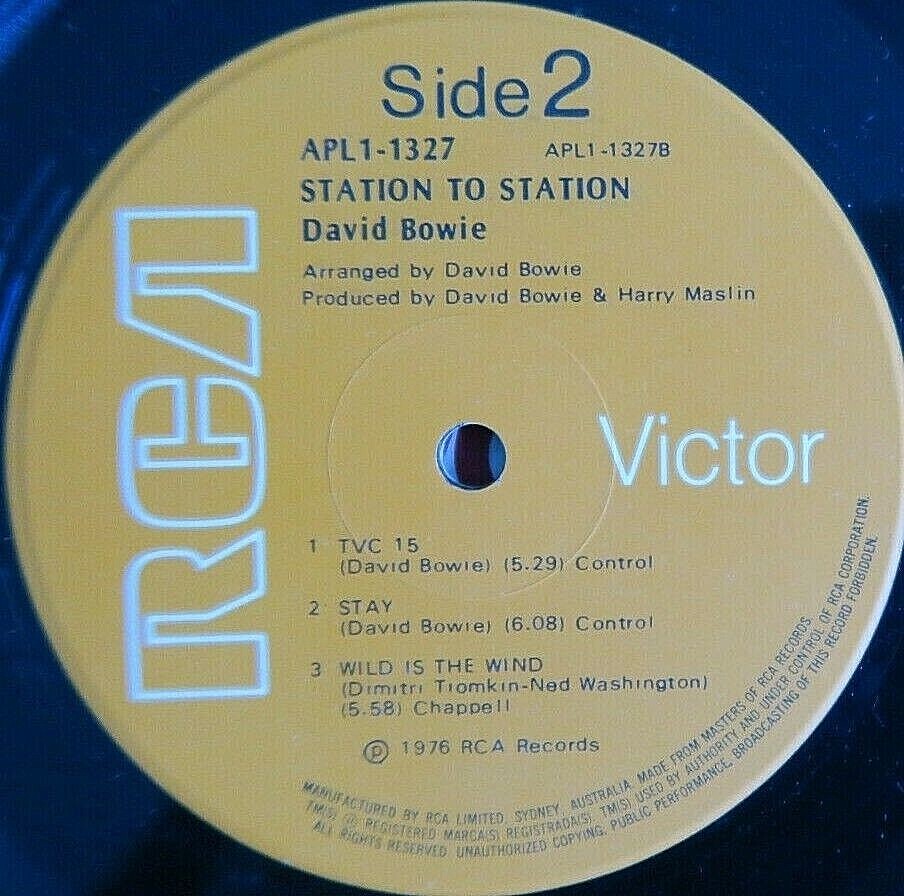 Side 2
APL1-1327 APL1-1327B
STATION TO STATION
David Bowie
Arranged by David Bowie
Produced by David Bowie & Harry Maslin
RCA
Victor
1 TVC 15
(David Bowie) (5.29) Control
2 STAY
(David Bowie) (6.08) Control
3 WILD IS THE WIND
(Dimitri Tiomkin-Ned Washington)
(5.58) Chappell
℗ 1976 RCA Records
MANUFACTURED BY RCA LIMITED, SYDNEY, AUSTRALIA. MADE FROM MASTERS OF RCA RECORDS.
TM(S) ® REGISTERED MARCA(S) REGISTRADA(S). TM(S) USED BY AUTHORITY AND UNDER CONTROL OF RCA CORPORATION.
ALL RIGHTS RESERVED. UNAUTHORIZED COPYING, PUBLIC PERFORMANCE, BROADCASTING OF THIS RECORD FORBIDDEN.